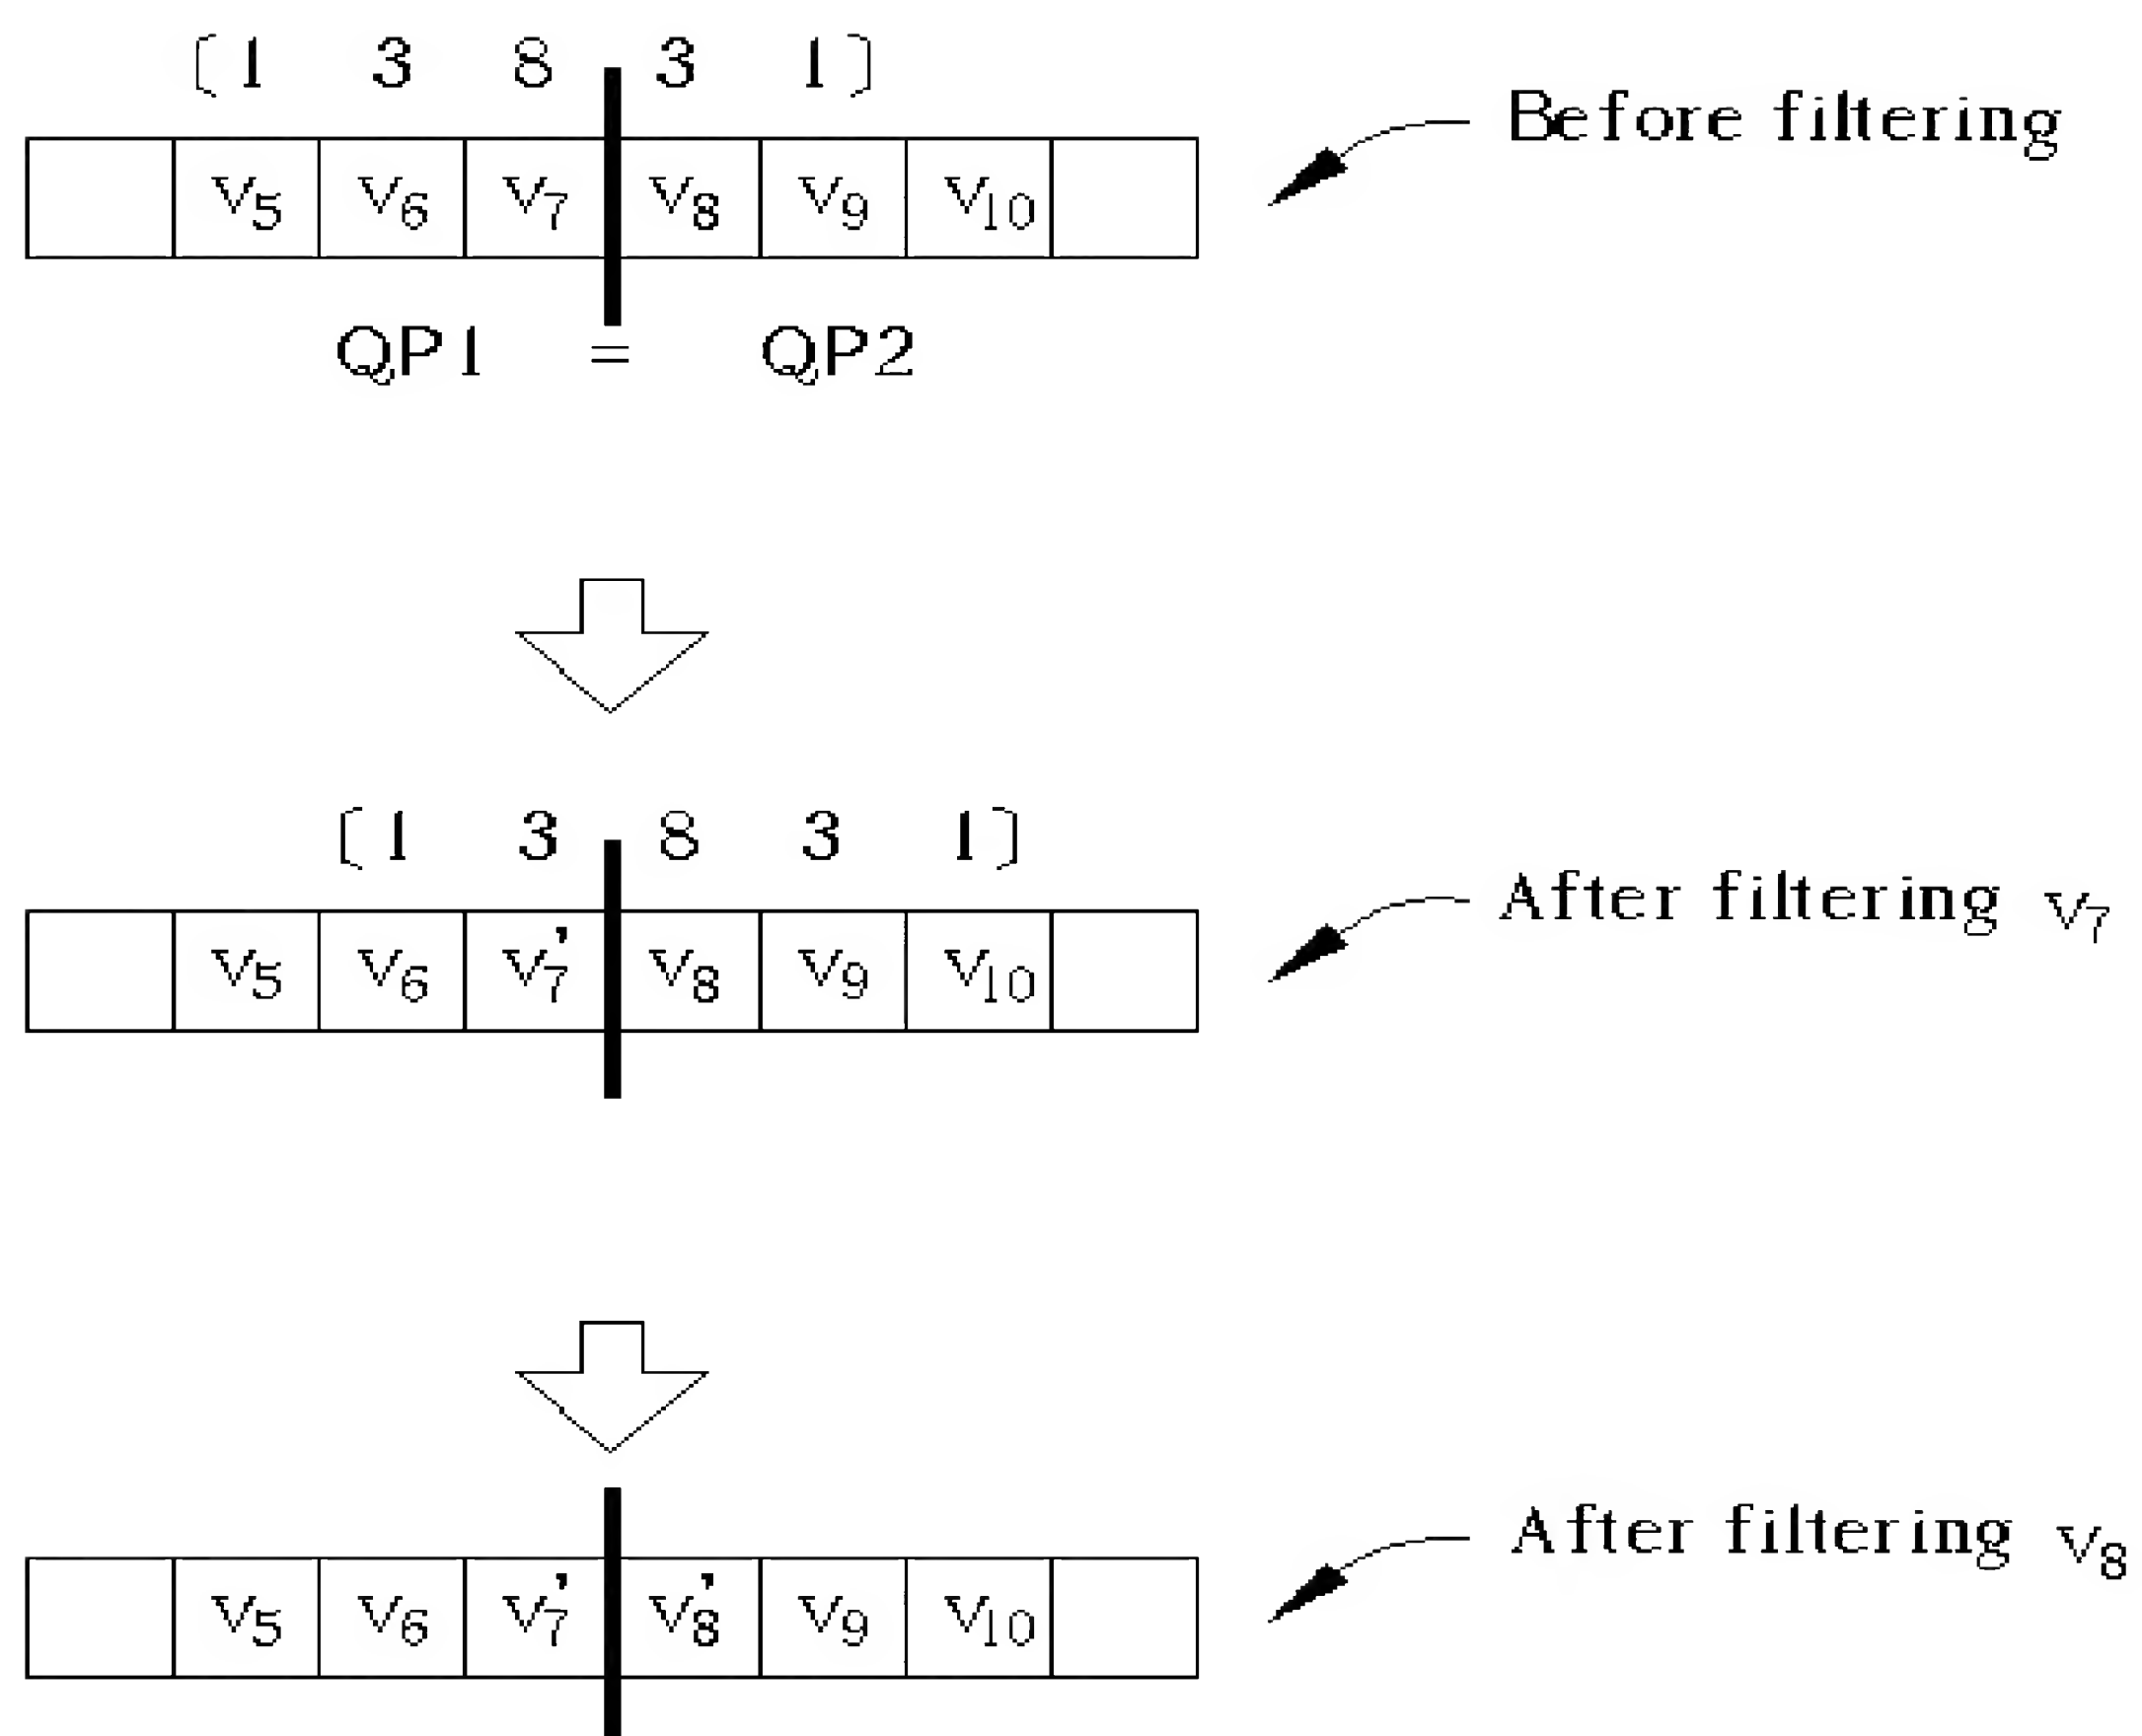 [1 3 8 3 1]
Before filtering
V5 V6 V7 V8 V9 V10
QP1 = QP2
[1 3 8 3 1]
After filtering V7
V5 V6 V7' V8 V9 V10
After filtering V8
V5 V6 V7' V8' V9 V10